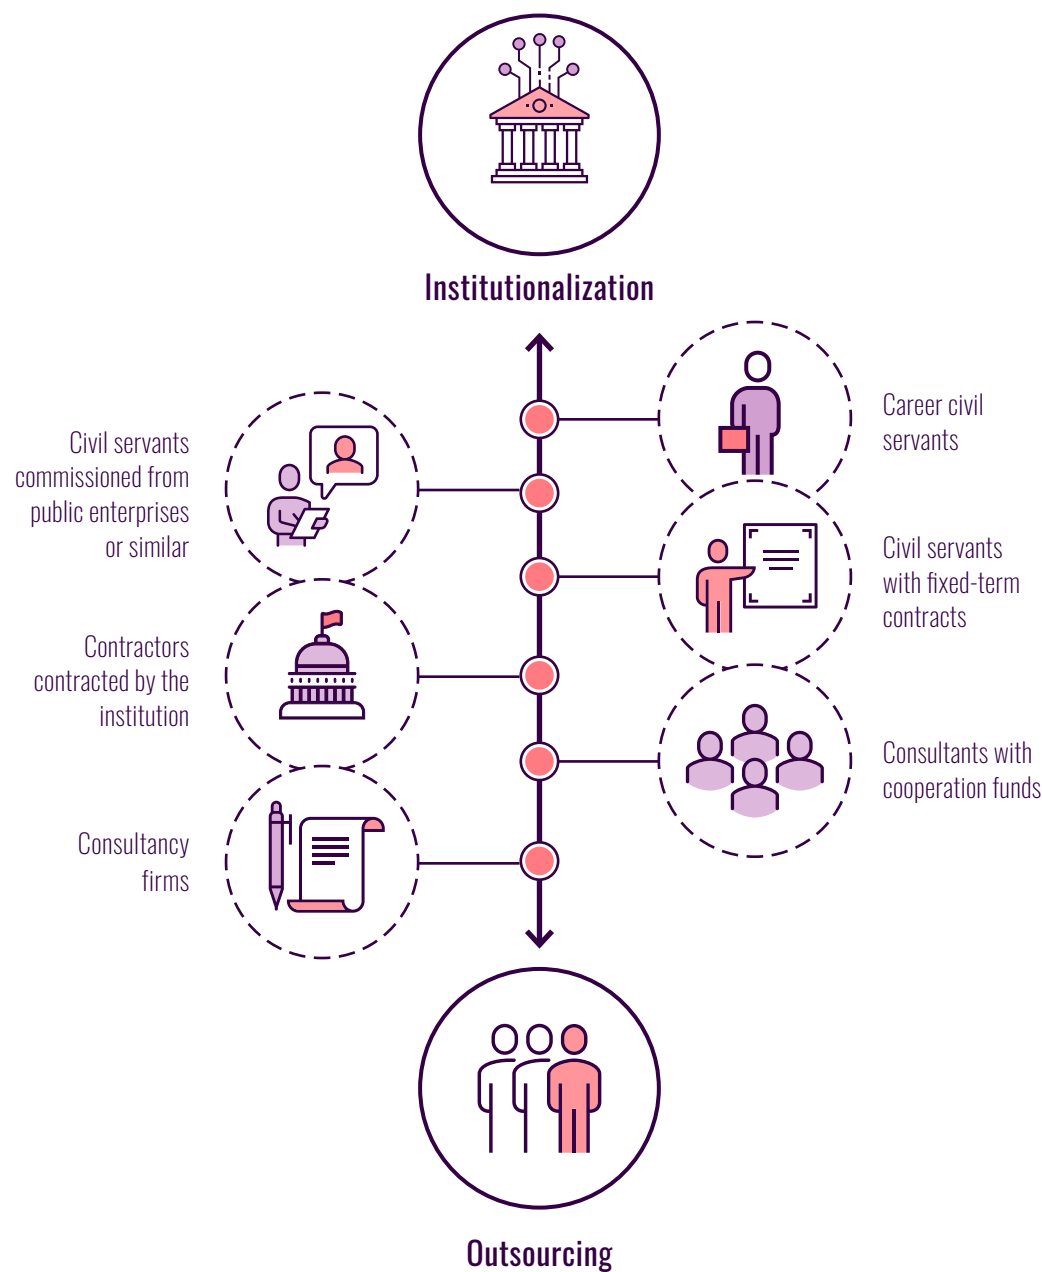 Institutionalization
Career civil
servants
Civil servants
commissioned from
public enterprises
or similar
Civil servants
with fixed-term
contracts
Contractors
contracted by the
institution
Consultants with
cooperation funds
Consultancy
firms
Outsourcing